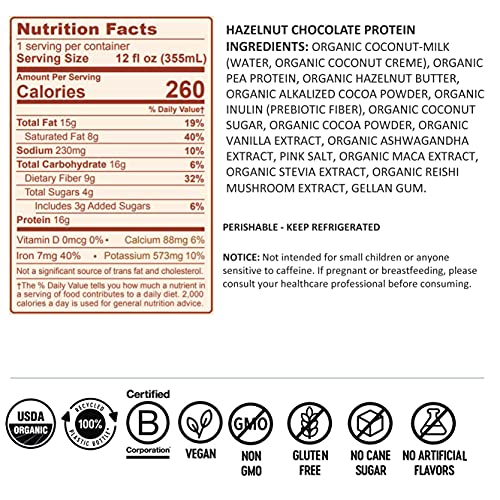 Nutrition Facts
1 serving per container
Serving Size 12 fl oz (355mL)
Amount Per Serving
Calories 260
% Daily Value†
Total Fat 15g 19%
Saturated Fat 8g 40%
Sodium 230mg 10%
Total Carbohydrate 16g 6%
Dietary Fiber 9g 32%
Total Sugars 4g
Includes 3g Added Sugars 6%
Protein 16g
Vitamin D 0mcg 0% • Calcium 88mg 6%
Iron 7mg 40% • Potassium 573mg 10%
Not a significant source of trans fat and cholesterol.
†The % Daily Value tells you how much a nutrient in
a serving of food contributes to a daily diet. 2,000
calories a day is used for general nutrition advice.
HAZELNUT CHOCOLATE PROTEIN
INGREDIENTS: ORGANIC COCONUT-MILK
(WATER, ORGANIC COCONUT CREME), ORGANIC
PEA PROTEIN, ORGANIC HAZELNUT BUTTER,
ORGANIC ALKALIZED COCOA POWDER, ORGANIC
INULIN (PREBIOTIC FIBER), ORGANIC COCONUT
SUGAR, ORGANIC COCOA POWDER, ORGANIC
VANILLA EXTRACT, ORGANIC ASHWAGANDHA
EXTRACT, PINK SALT, ORGANIC MACA EXTRACT,
ORGANIC STEVIA EXTRACT, ORGANIC REISHI
MUSHROOM EXTRACT, GELLAN GUM.
PERISHABLE - KEEP REFRIGERATED
NOTICE: Not intended for small children or anyone
sensitive to caffeine. If pregnant or breastfeeding, please
consult your healthcare professional before consuming.
USDA
ORGANIC
RECYCLED
100%
PLASTIC BOTTLE*
Certified
B
Corporation
VEGAN
GMO
NON
GMO
GLUTEN
FREE
NO CANE
SUGAR
NO ARTIFICIAL
FLAVORS